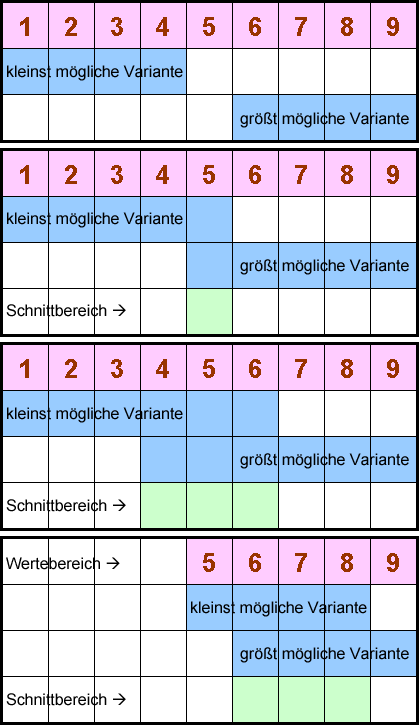 1 2 3 4 5 6 7 8 9
kleinst mögliche Variante
größt mögliche Variante
1 2 3 4 5 6 7 8 9
kleinst mögliche Variante
größt mögliche Variante
Schnittbereich →
1 2 3 4 5 6 7 8 9
kleinst mögliche Variante
größt mögliche Variante
Schnittbereich →
Wertebereich → 5 6 7 8 9
kleinst mögliche Variante
größt mögliche Variante
Schnittbereich →